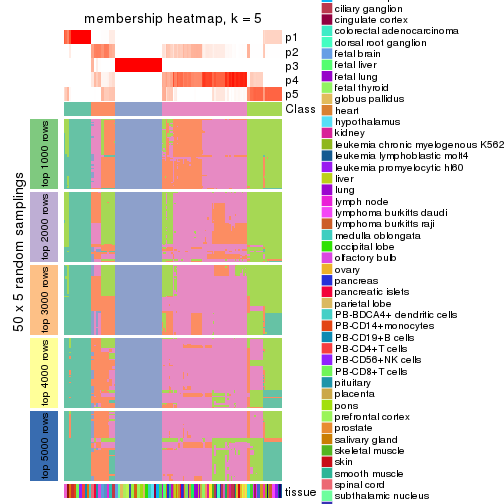 membership heatmap, k = 5
p1
p2
p3
p4
p5
Class
50 x 5 random samplings
top 1000 rows
top 2000 rows
top 3000 rows
top 4000 rows
top 5000 rows
tissue
ciliary ganglion
cingulate cortex
colorectal adenocarcinoma
dorsal root ganglion
fetal brain
fetal liver
fetal lung
fetal thyroid
globus pallidus
heart
hypothalamus
kidney
leukemia chronic myelogenous K562
leukemia lymphoblastic molt4
leukemia promyelocytic hl60
liver
lung
lymph node
lymphoma burkitts daudi
lymphoma burkitts raji
medulla oblongata
occipital lobe
olfactory bulb
ovary
pancreas
pancreatic islets
parietal lobe
PB-BDCA4+ dendritic cells
PB-CD14+monocytes
PB-CD19+B cells
PB-CD4+T cells
PB-CD56+NK cells
PB-CD8+T cells
pituitary
placenta
pons
prefrontal cortex
prostate
salivary gland
skeletal muscle
skin
smooth muscle
spinal cord
subthalamic nucleus